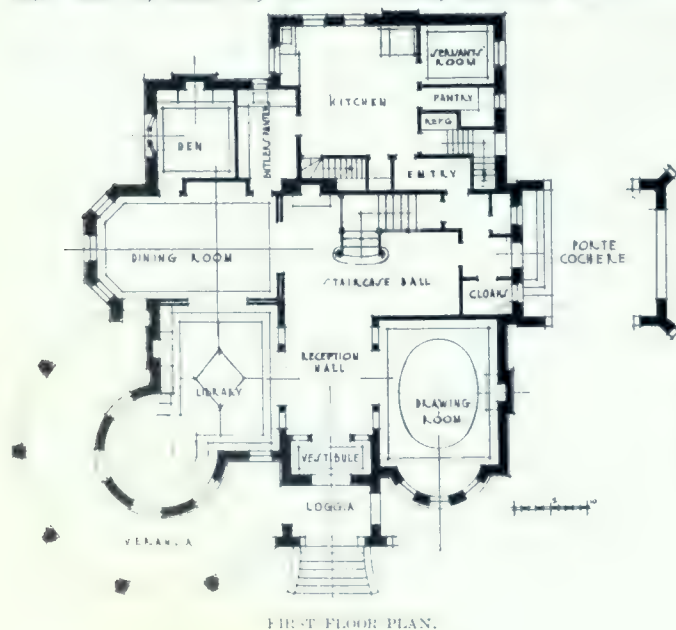 SERVANTS'
ROOM
KITCHEN
PANTRY
REFG
DEN
BUTLERS PANTRY
ENTRY
PORTE
COCHERE
DINING ROOM
STAIRCASE HALL
CLOAKS
RECEPTION
HALL
LIBRARY
DRAWING
ROOM
VESTIBULE
LOGGIA
VERANDA
FIRST FLOOR PLAN.